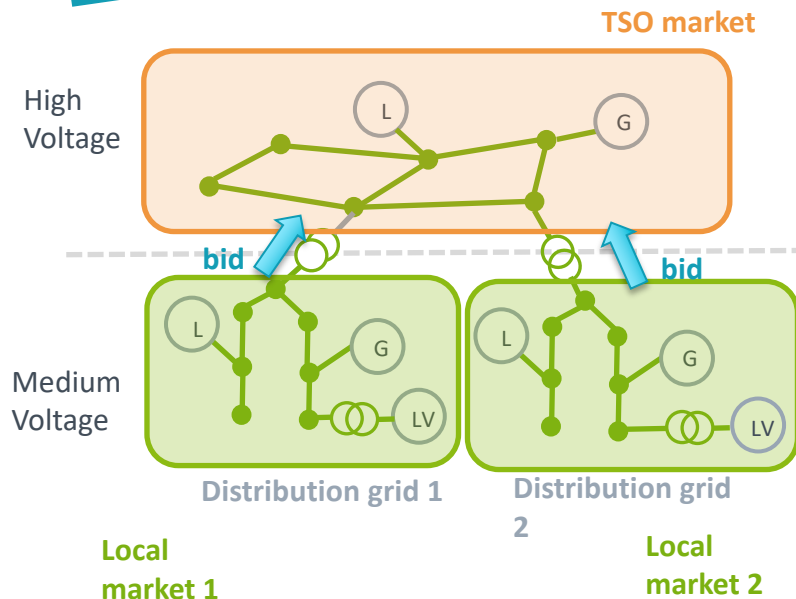 TSO market
High
Voltage
L
G
bid
bid
L
G
LV
L
G
LV
Medium
Voltage
Distribution grid 1
Distribution grid
2
Local
market 1
Local
market 2